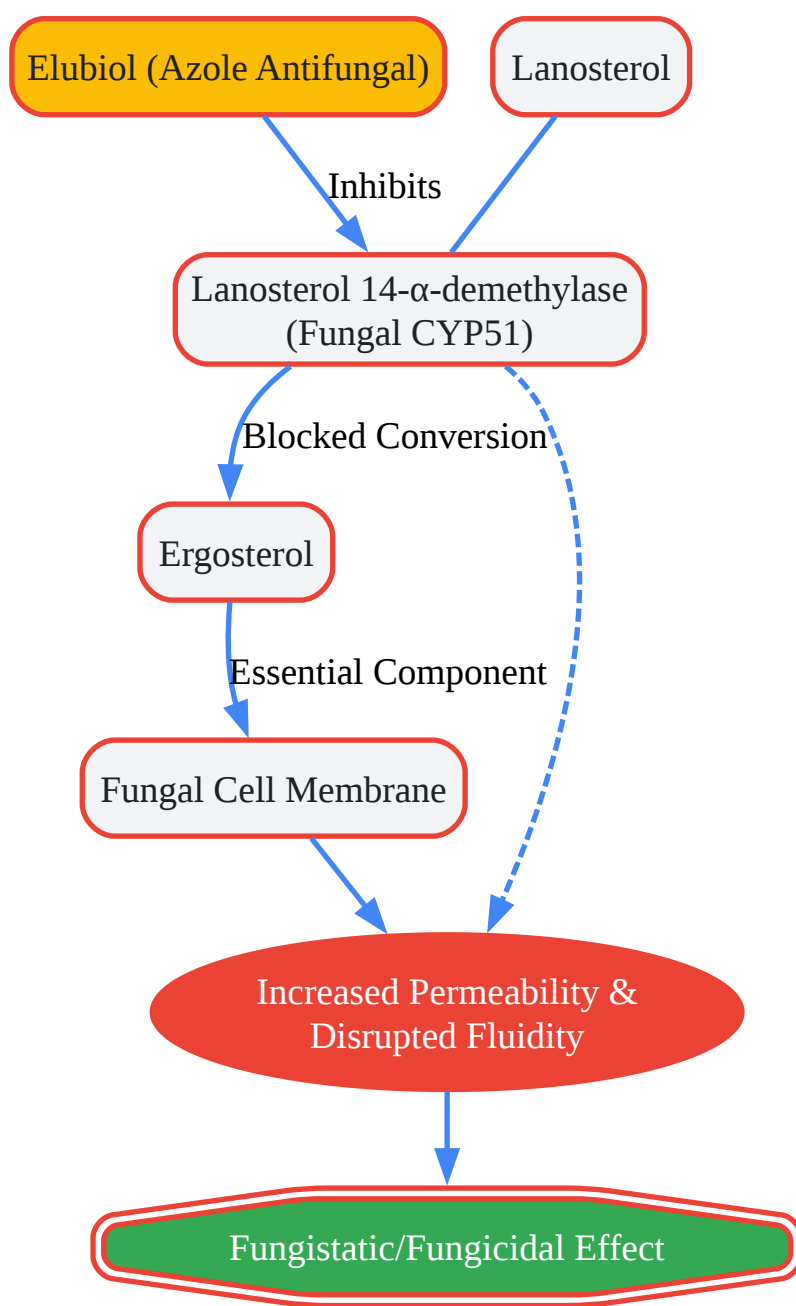 Elubiol (Azole Antifungal)
Lanosterol
Inhibits
Lanosterol 14-α-demethylase
(Fungal CYP51)
Blocked Conversion
Ergosterol
Essential Component
Fungal Cell Membrane
Increased Permeability &
Disrupted Fluidity
Fungistatic/Fungicidal Effect